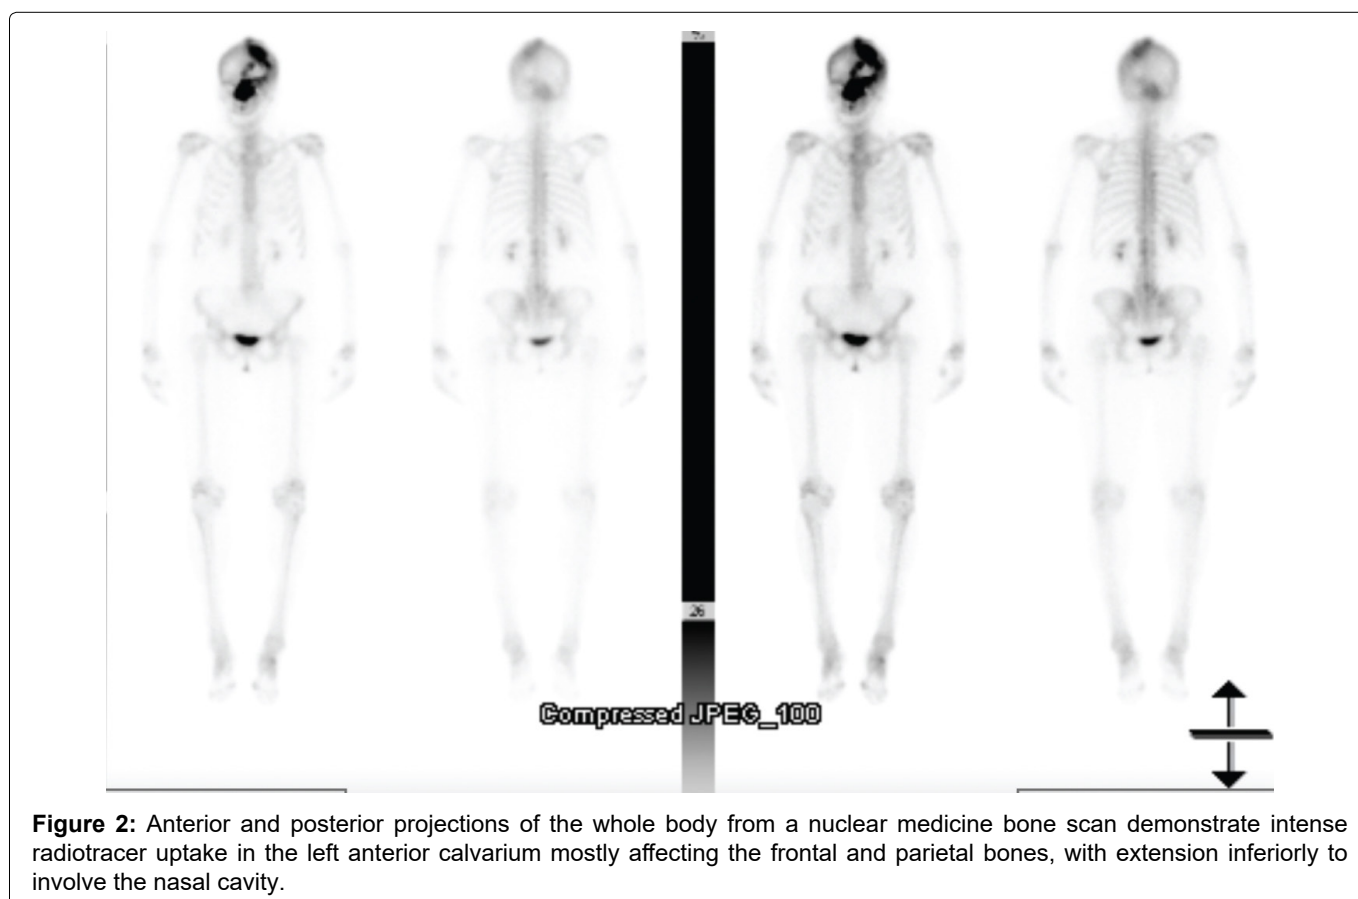 26
Compressed JPEG_100
Figure 2: Anterior and posterior projections of the whole body from a nuclear medicine bone scan demonstrate intense
radiotracer uptake in the left anterior calvarium mostly affecting the frontal and parietal bones, with extension inferiorly to
involve the nasal cavity.